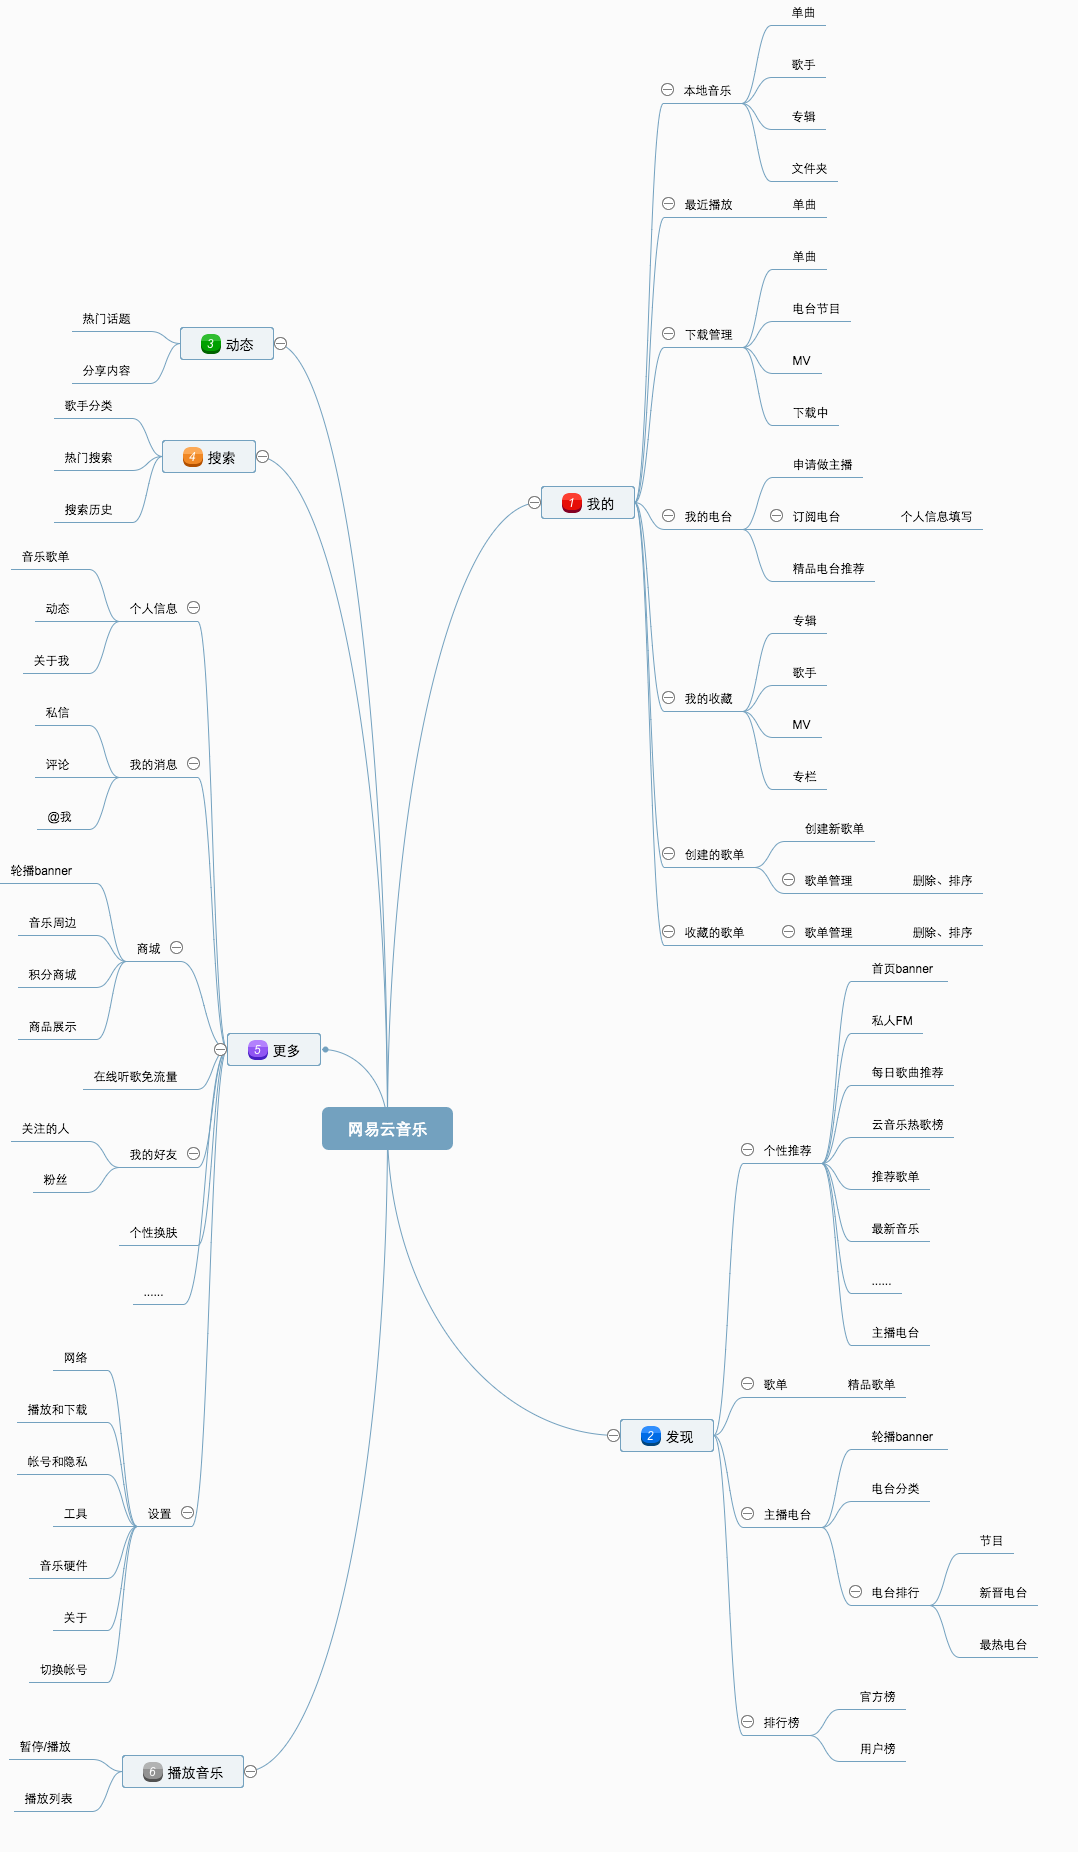 网易云音乐
1 我的
本地音乐
单曲
歌手
专辑
文件夹
最近播放
单曲
下载管理
单曲
电台节目
MV
下载中
我的电台
申请做主播
订阅电台
个人信息填写
精品电台推荐
我的收藏
专辑
歌手
MV
专栏
创建的歌单
创建新歌单
歌单管理
删除、排序
收藏的歌单
歌单管理
删除、排序
2 发现
个性推荐
首页banner
私人FM
每日歌曲推荐
云音乐热歌榜
推荐歌单
最新音乐
......
主播电台
歌单
精品歌单
主播电台
轮播banner
电台分类
电台排行
节目
新晋电台
最热电台
排行榜
官方榜
用户榜
3 动态
热门话题
分享内容
4 搜索
歌手分类
热门搜索
搜索历史
5 更多
个人信息
音乐歌单
动态
关于我
我的消息
私信
评论
@我
商城
轮播banner
音乐周边
积分商城
商品展示
在线听歌免流量
我的好友
关注的人
粉丝
个性换肤
......
设置
网络
播放和下载
帐号和隐私
工具
音乐硬件
关于
切换帐号
6 播放音乐
暂停/播放
播放列表